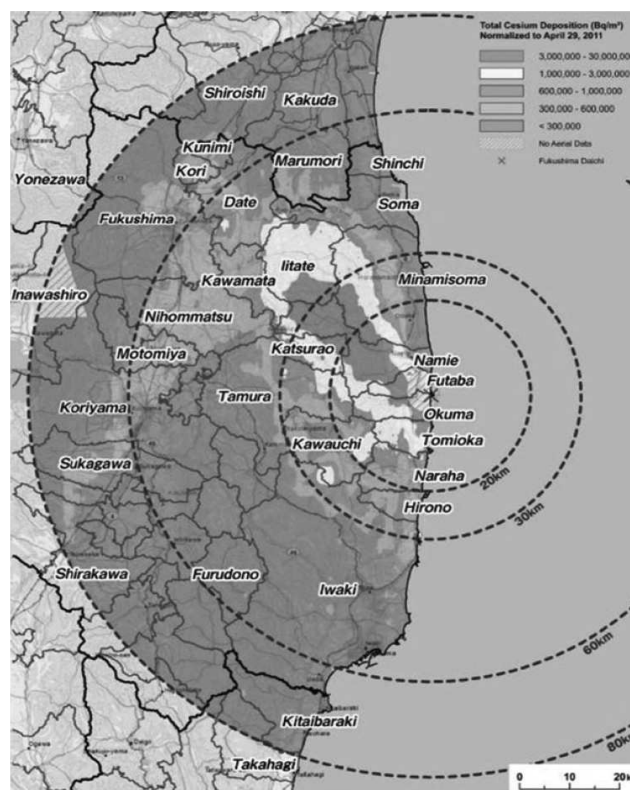 Total Cesium Deposition (Bq/m²)
Normalized to April 29, 2011
3,000,000 - 30,000,000
1,000,000 - 3,000,000
600,000 - 1,000,000
300,000 - 600,000
< 300,000
No Aerial Data
Fukushima Daichi
Shiroishi
Kakuda
Kunimi
Kori
Marumori
Shinchi
Yonezawa
Date
Soma
Fukushima
Iitate
Kawamata
Minamisoma
Inawashiro
Nihommatsu
Katsurao
Motomiya
Namie
Futaba
Tamura
Koriyama
Okuma
Kawauchi
Tomioka
Sukagawa
Naraha
20km
Hirono
30km
Shirakawa
Furudono
Iwaki
60km
Kitaibaraki
80km
Takahagi
0 10 20k